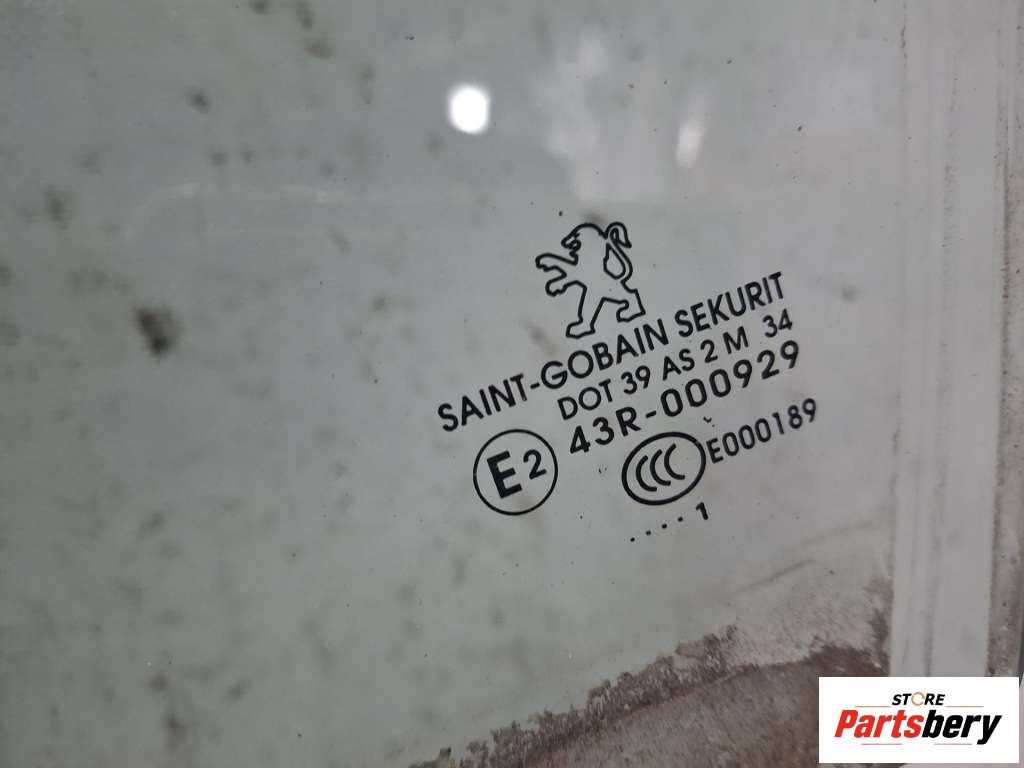 SAINT-GOBAIN SEKURIT
DOT 39 AS 2 M 34
43R-000929
E2
CCC E000189
.... 1
STORE
Partsbery